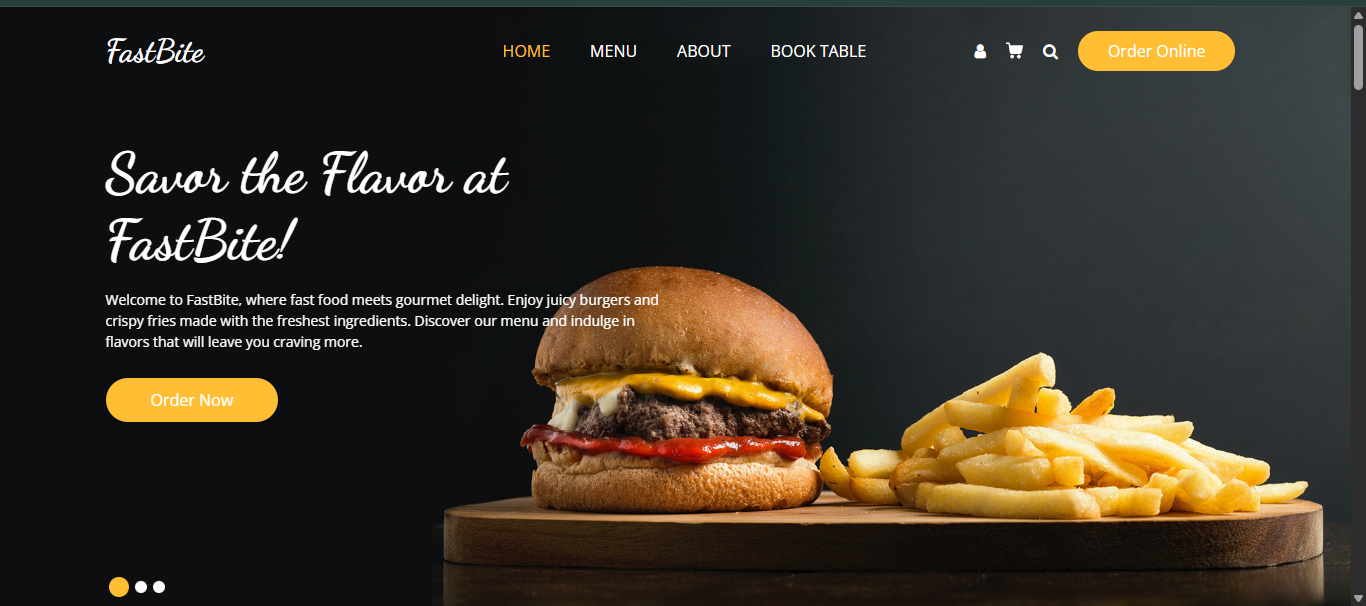 FastBite
HOME MENU ABOUT BOOK TABLE
Order Online
Savor the Flavor at
FastBite!
Welcome to FastBite, where fast food meets gourmet delight. Enjoy juicy burgers and
crispy fries made with the freshest ingredients. Discover our menu and indulge in
flavors that will leave you craving more.
Order Now